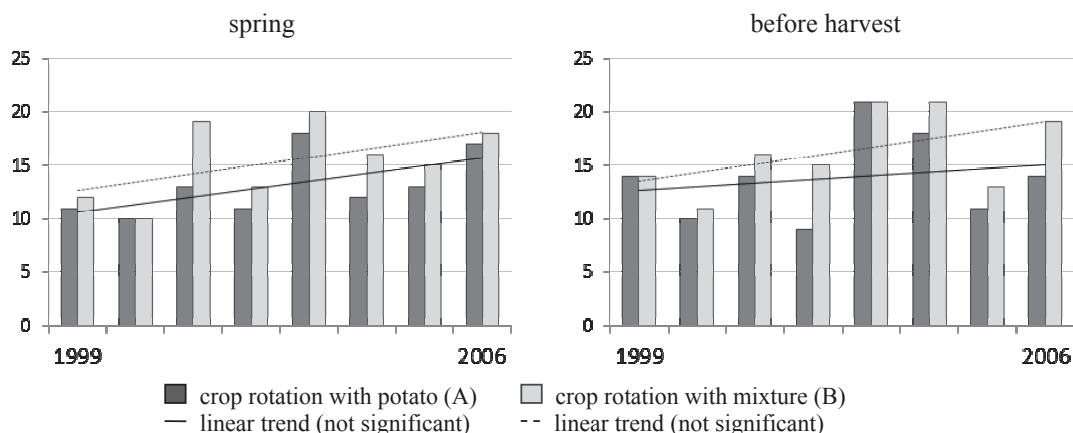 spring
25
20
15
10
5
0
1999
2006
before harvest
25
20
15
10
5
0
1999
2006
crop rotation with potato (A)
crop rotation with mixture (B)
linear trend (not significant)
linear trend (not significant)